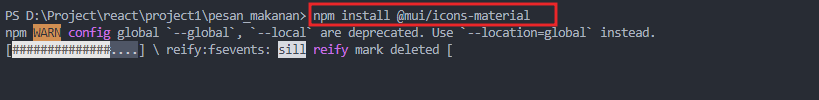 PS D:\Project\react\project1\pesan_makanan> npm install @mui/icons-material
npm WARN config global `--global`, `--local` are deprecated. Use `--location=global` instead.
[##############....] \ reify:fsevents: sill reify mark deleted [